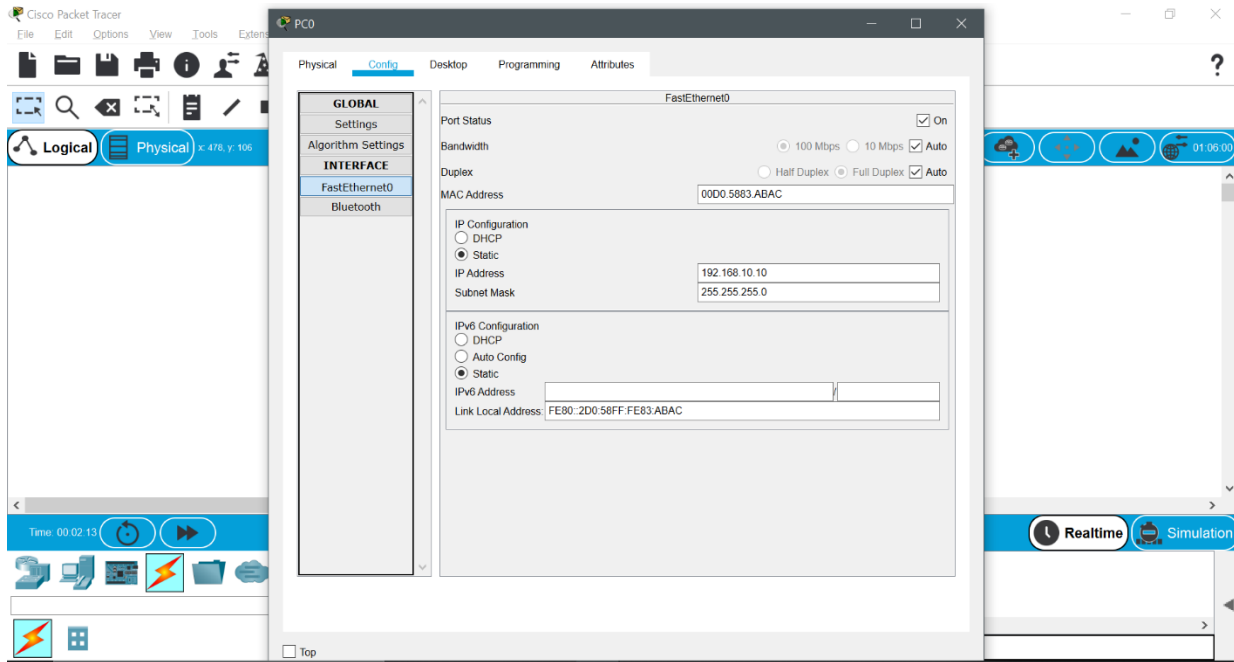 Cisco Packet Tracer
File Edit Options View Tools Extens
PC0
Physical Config Desktop Programming Attributes
?
Logical Physical x: 478, y: 106
01:06:00
GLOBAL
Settings
Algorithm Settings
INTERFACE
FastEthernet0
Bluetooth
FastEthernet0
Port Status On
Bandwidth 100 Mbps 10 Mbps Auto
Duplex Half Duplex Full Duplex Auto
MAC Address 00D0.5883.ABAC
IP Configuration
DHCP
Static
IP Address 192.168.10.10
Subnet Mask 255.255.255.0
IPv6 Configuration
DHCP
Auto Config
Static
IPv6 Address /
Link Local Address: FE80::2D0:58FF:FE83:ABAC
Time: 00:02:13
Realtime Simulation
Top